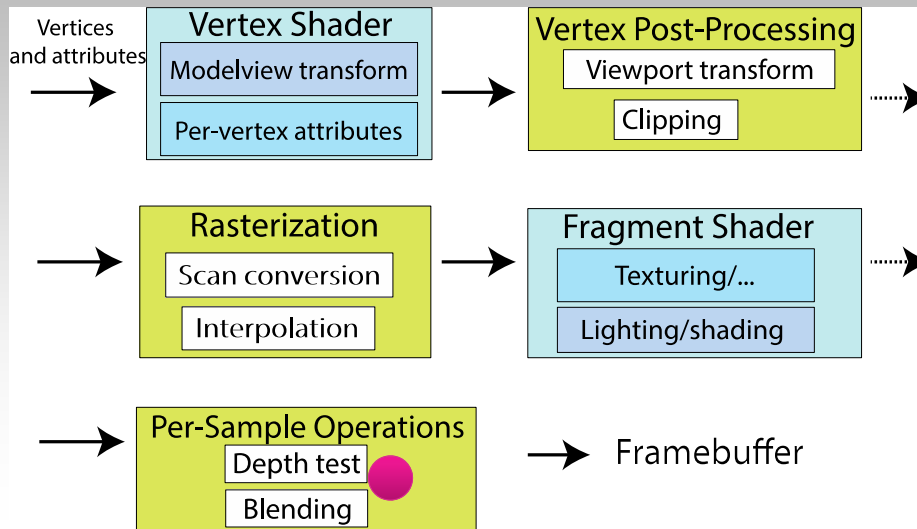 Vertices
and attributes
Vertex Shader
Modelview transform
Per-vertex attributes
Vertex Post-Processing
Viewport transform
Clipping
Rasterization
Scan conversion
Interpolation
Fragment Shader
Texturing/...
Lighting/shading
Per-Sample Operations
Depth test
Blending
Framebuffer